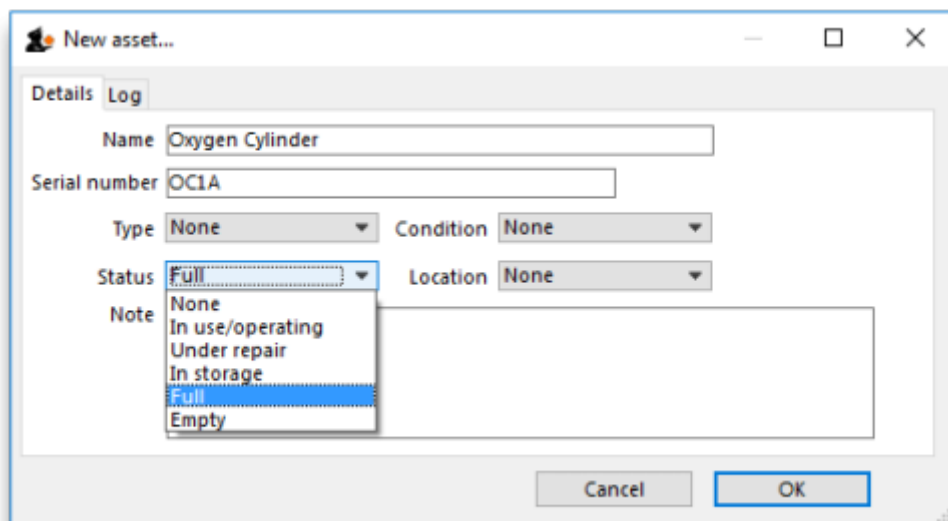 New asset...
Details Log
Name Oxygen Cylinder
Serial number OC1A
Type None Condition None
Status Full Location None
Note
None
In use/operating
Under repair
In storage
Full
Empty
Cancel OK